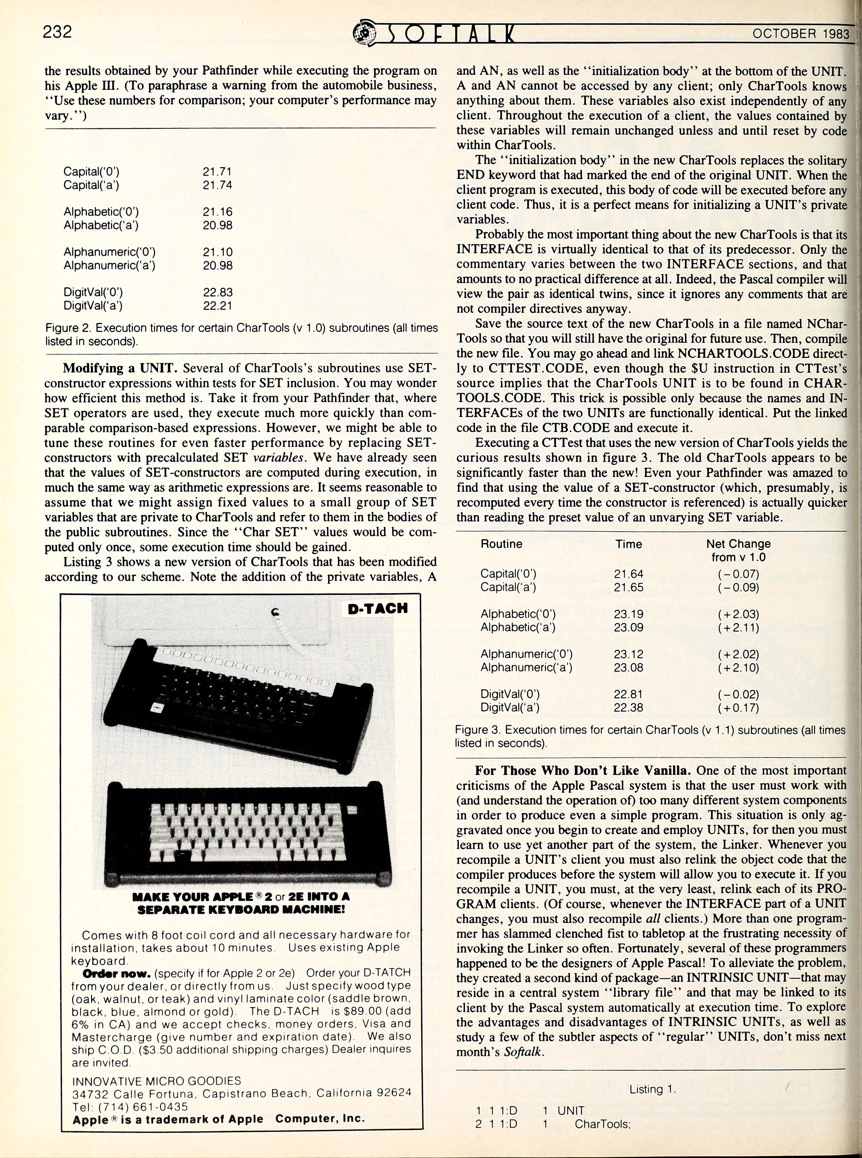 232
SOFTALK
OCTOBER 1983
the results obtained by your Pathfinder while executing the program on
his Apple III. (To paraphrase a warning from the automobile business,
"Use these numbers for comparison; your computer's performance may
vary.")
Capital('0') 21.71
Capital('a') 21.74
Alphabetic('0') 21.16
Alphabetic('a') 20.98
Alphanumeric('0') 21.10
Alphanumeric('a') 20.98
DigitVal('0') 22.83
DigitVal('a') 22.21
Figure 2. Execution times for certain CharTools (v 1.0) subroutines (all times
listed in seconds).
Modifying a UNIT. Several of CharTools's subroutines use SET-
constructor expressions within tests for SET inclusion. You may wonder
how efficient this method is. Take it from your Pathfinder that, where
SET operators are used, they execute much more quickly than com-
parable comparison-based expressions. However, we might be able to
tune these routines for even faster performance by replacing SET-
constructors with precalculated SET variables. We have already seen
that the values of SET-constructors are computed during execution, in
much the same way as arithmetic expressions are. It seems reasonable to
assume that we might assign fixed values to a small group of SET
variables that are private to CharTools and refer to them in the bodies of
the public subroutines. Since the "Char SET" values would be com-
puted only once, some execution time should be gained.
Listing 3 shows a new version of CharTools that has been modified
according to our scheme. Note the addition of the private variables, A
D-TACH
MAKE YOUR APPLE® 2 or 2E INTO A
SEPARATE KEYBOARD MACHINE!
Comes with 8 foot coil cord and all necessary hardware for
installation, takes about 10 minutes. Uses existing Apple
keyboard.
Order now. (specify if for Apple 2 or 2e) Order your D-TATCH
from your dealer, or directly from us. Just specify wood type
(oak, walnut, or teak) and vinyl laminate color (saddle brown,
black, blue, almond or gold). The D-TACH is $89.00 (add
6% in CA) and we accept checks, money orders, Visa and
Mastercharge (give number and expiration date). We also
ship C.O.D. ($3.50 additional shipping charges) Dealer inquires
are invited.
INNOVATIVE MICRO GOODIES
34732 Calle Fortuna, Capistrano Beach, California 92624
Tel: (714) 661-0435
Apple® is a trademark of Apple Computer, Inc.
and AN, as well as the "initialization body" at the bottom of the UNIT.
A and AN cannot be accessed by any client; only CharTools knows
anything about them. These variables also exist independently of any
client. Throughout the execution of a client, the values contained by
these variables will remain unchanged unless and until reset by code
within CharTools.
The "initialization body" in the new CharTools replaces the solitary
END keyword that had marked the end of the original UNIT. When the
client program is executed, this body of code will be executed before any
client code. Thus, it is a perfect means for initializing a UNIT's private
variables.
Probably the most important thing about the new CharTools is that its
INTERFACE is virtually identical to that of its predecessor. Only the
commentary varies between the two INTERFACE sections, and that
amounts to no practical difference at all. Indeed, the Pascal compiler will
view the pair as identical twins, since it ignores any comments that are
not compiler directives anyway.
Save the source text of the new CharTools in a file named NChar-
Tools so that you will still have the original for future use. Then, compile
the new file. You may go ahead and link NCHARTOOLS.CODE direct-
ly to CTTEST.CODE, even though the $U instruction in CTTest's
source implies that the CharTools UNIT is to be found in CHAR-
TOOLS.CODE. This trick is possible only because the names and IN-
TERFACEs of the two UNITs are functionally identical. Put the linked
code in the file CTB.CODE and execute it.
Executing a CTTest that uses the new version of CharTools yields the
curious results shown in figure 3. The old CharTools appears to be
significantly faster than the new! Even your Pathfinder was amazed to
find that using the value of a SET-constructor (which, presumably, is
recomputed every time the constructor is referenced) is actually quicker
than reading the preset value of an unvarying SET variable.
Routine Time Net Change
from v 1.0
Capital('0') 21.64 (−0.07)
Capital('a') 21.65 (−0.09)
Alphabetic('0') 23.19 (+2.03)
Alphabetic('a') 23.09 (+2.11)
Alphanumeric('0') 23.12 (+2.02)
Alphanumeric('a') 23.08 (+2.10)
DigitVal('0') 22.81 (−0.02)
DigitVal('a') 22.38 (+0.17)
Figure 3. Execution times for certain CharTools (v 1.1) subroutines (all times
listed in seconds).
For Those Who Don't Like Vanilla. One of the most important
criticisms of the Apple Pascal system is that the user must work with
(and understand the operation of) too many different system components
in order to produce even a simple program. This situation is only ag-
gravated once you begin to create and employ UNITs, for then you must
learn to use yet another part of the system, the Linker. Whenever you
recompile a UNIT's client you must also relink the object code that the
compiler produces before the system will allow you to execute it. If you
recompile a UNIT, you must, at the very least, relink each of its PRO-
GRAM clients. (Of course, whenever the INTERFACE part of a UNIT
changes, you must also recompile all clients.) More than one program-
mer has slammed clenched fist to tabletop at the frustrating necessity of
invoking the Linker so often. Fortunately, several of these programmers
happened to be the designers of Apple Pascal! To alleviate the problem,
they created a second kind of package—an INTRINSIC UNIT—that may
reside in a central system "library file" and that may be linked to its
client by the Pascal system automatically at execution time. To explore
the advantages and disadvantages of INTRINSIC UNITs, as well as
study a few of the subtler aspects of "regular" UNITs, don't miss next
month's Softalk.
Listing 1.
1 1 1:D 1 UNIT
2 1 1:D 1 CharTools;